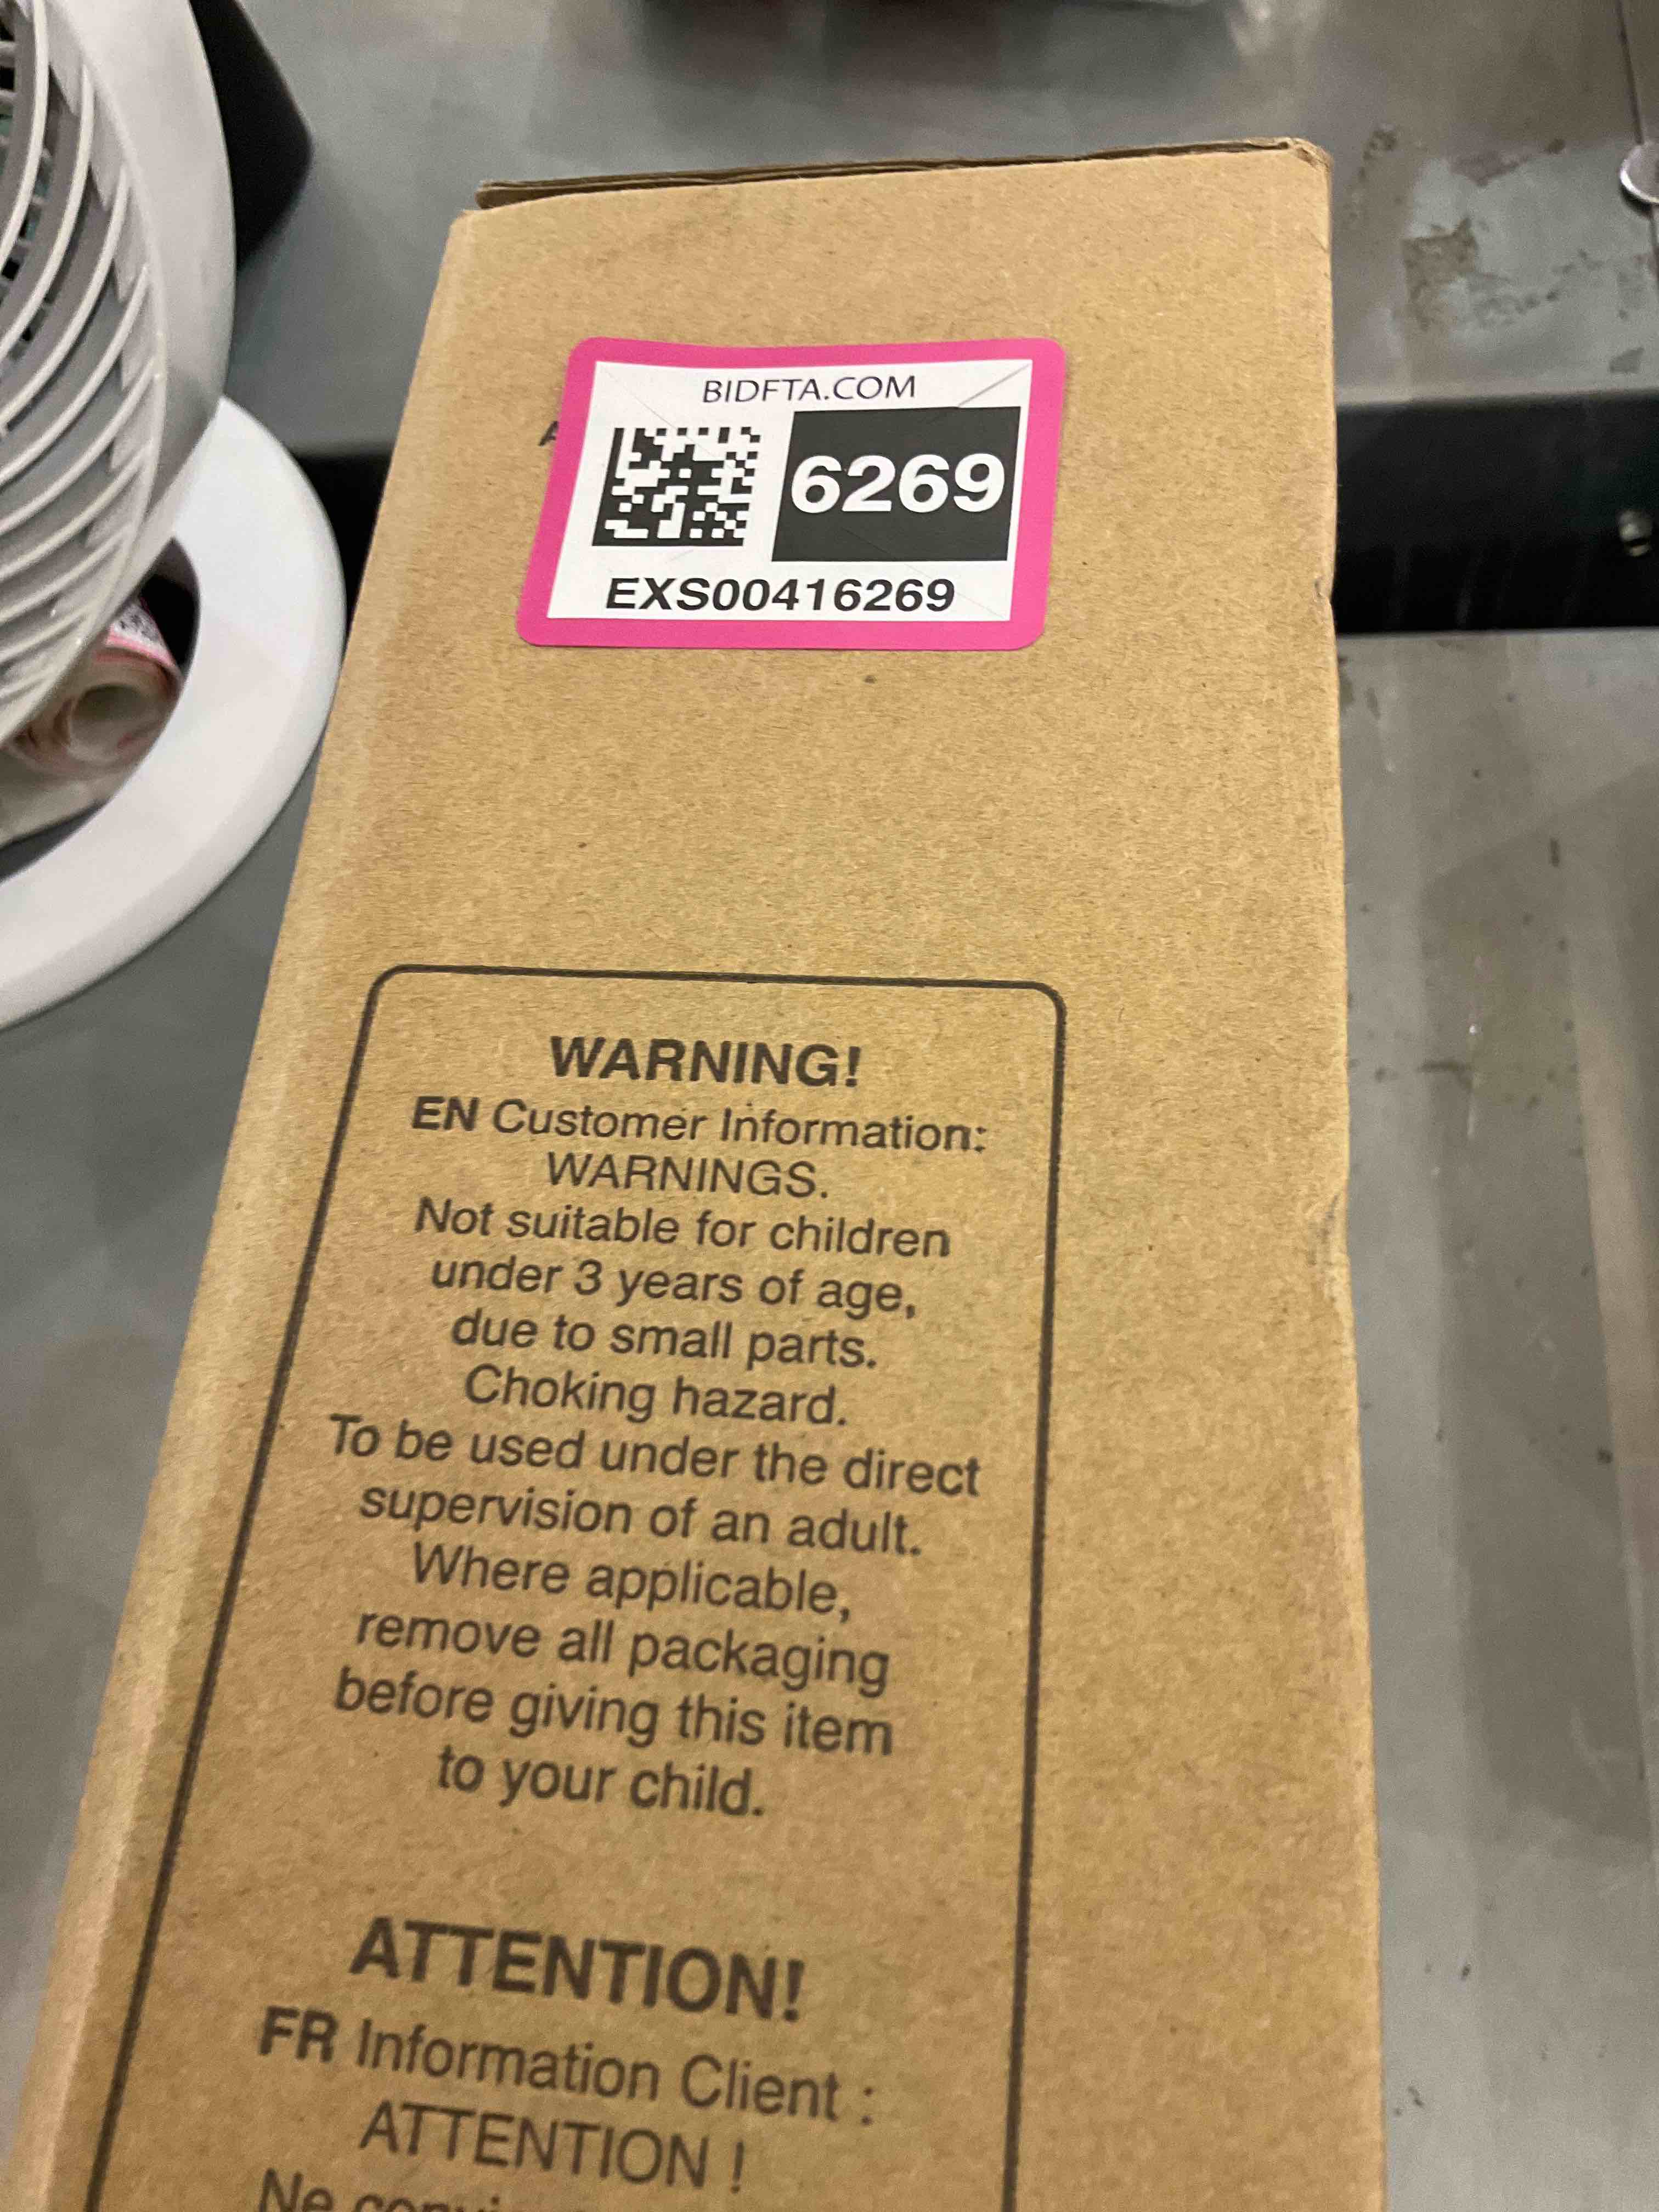 BIDFTA.COM
6269
EXS00416269
WARNING!
EN Customer Information:
WARNINGS.
Not suitable for children
under 3 years of age,
due to small parts.
Choking hazard.
To be used under the direct
supervision of an adult.
Where applicable,
remove all packaging
before giving this item
to your child.
ATTENTION!
FR Information Client :
ATTENTION !
Ne